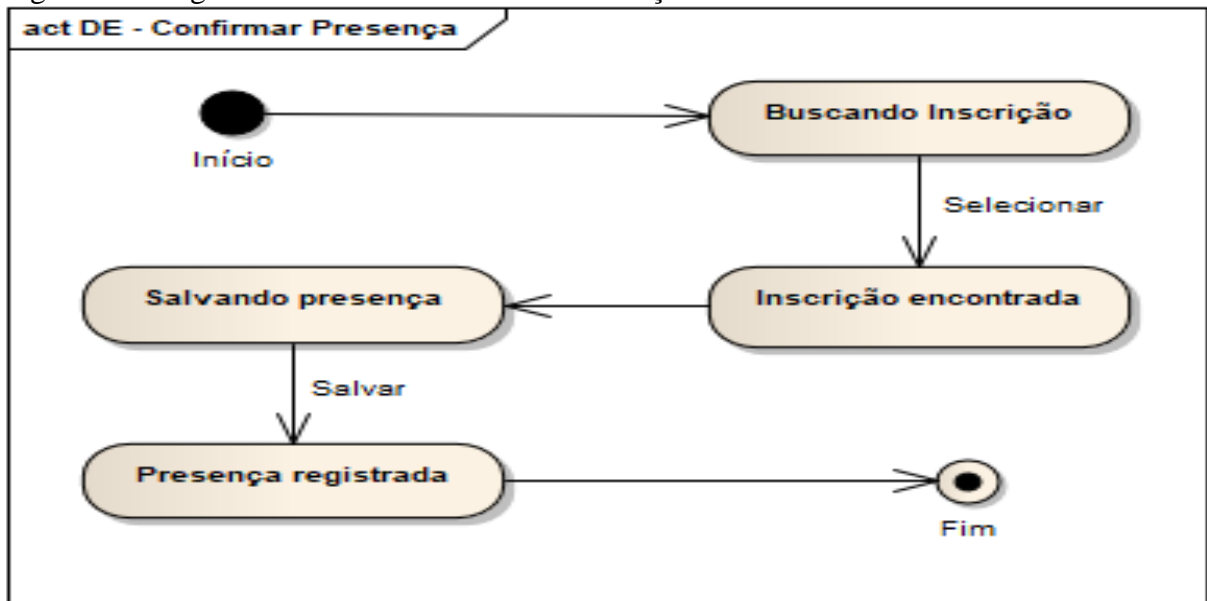 act DE - Confirmar Presença
Início
Buscando Inscrição
Selecionar
Inscrição encontrada
Salvando presença
Salvar
Presença registrada
Fim